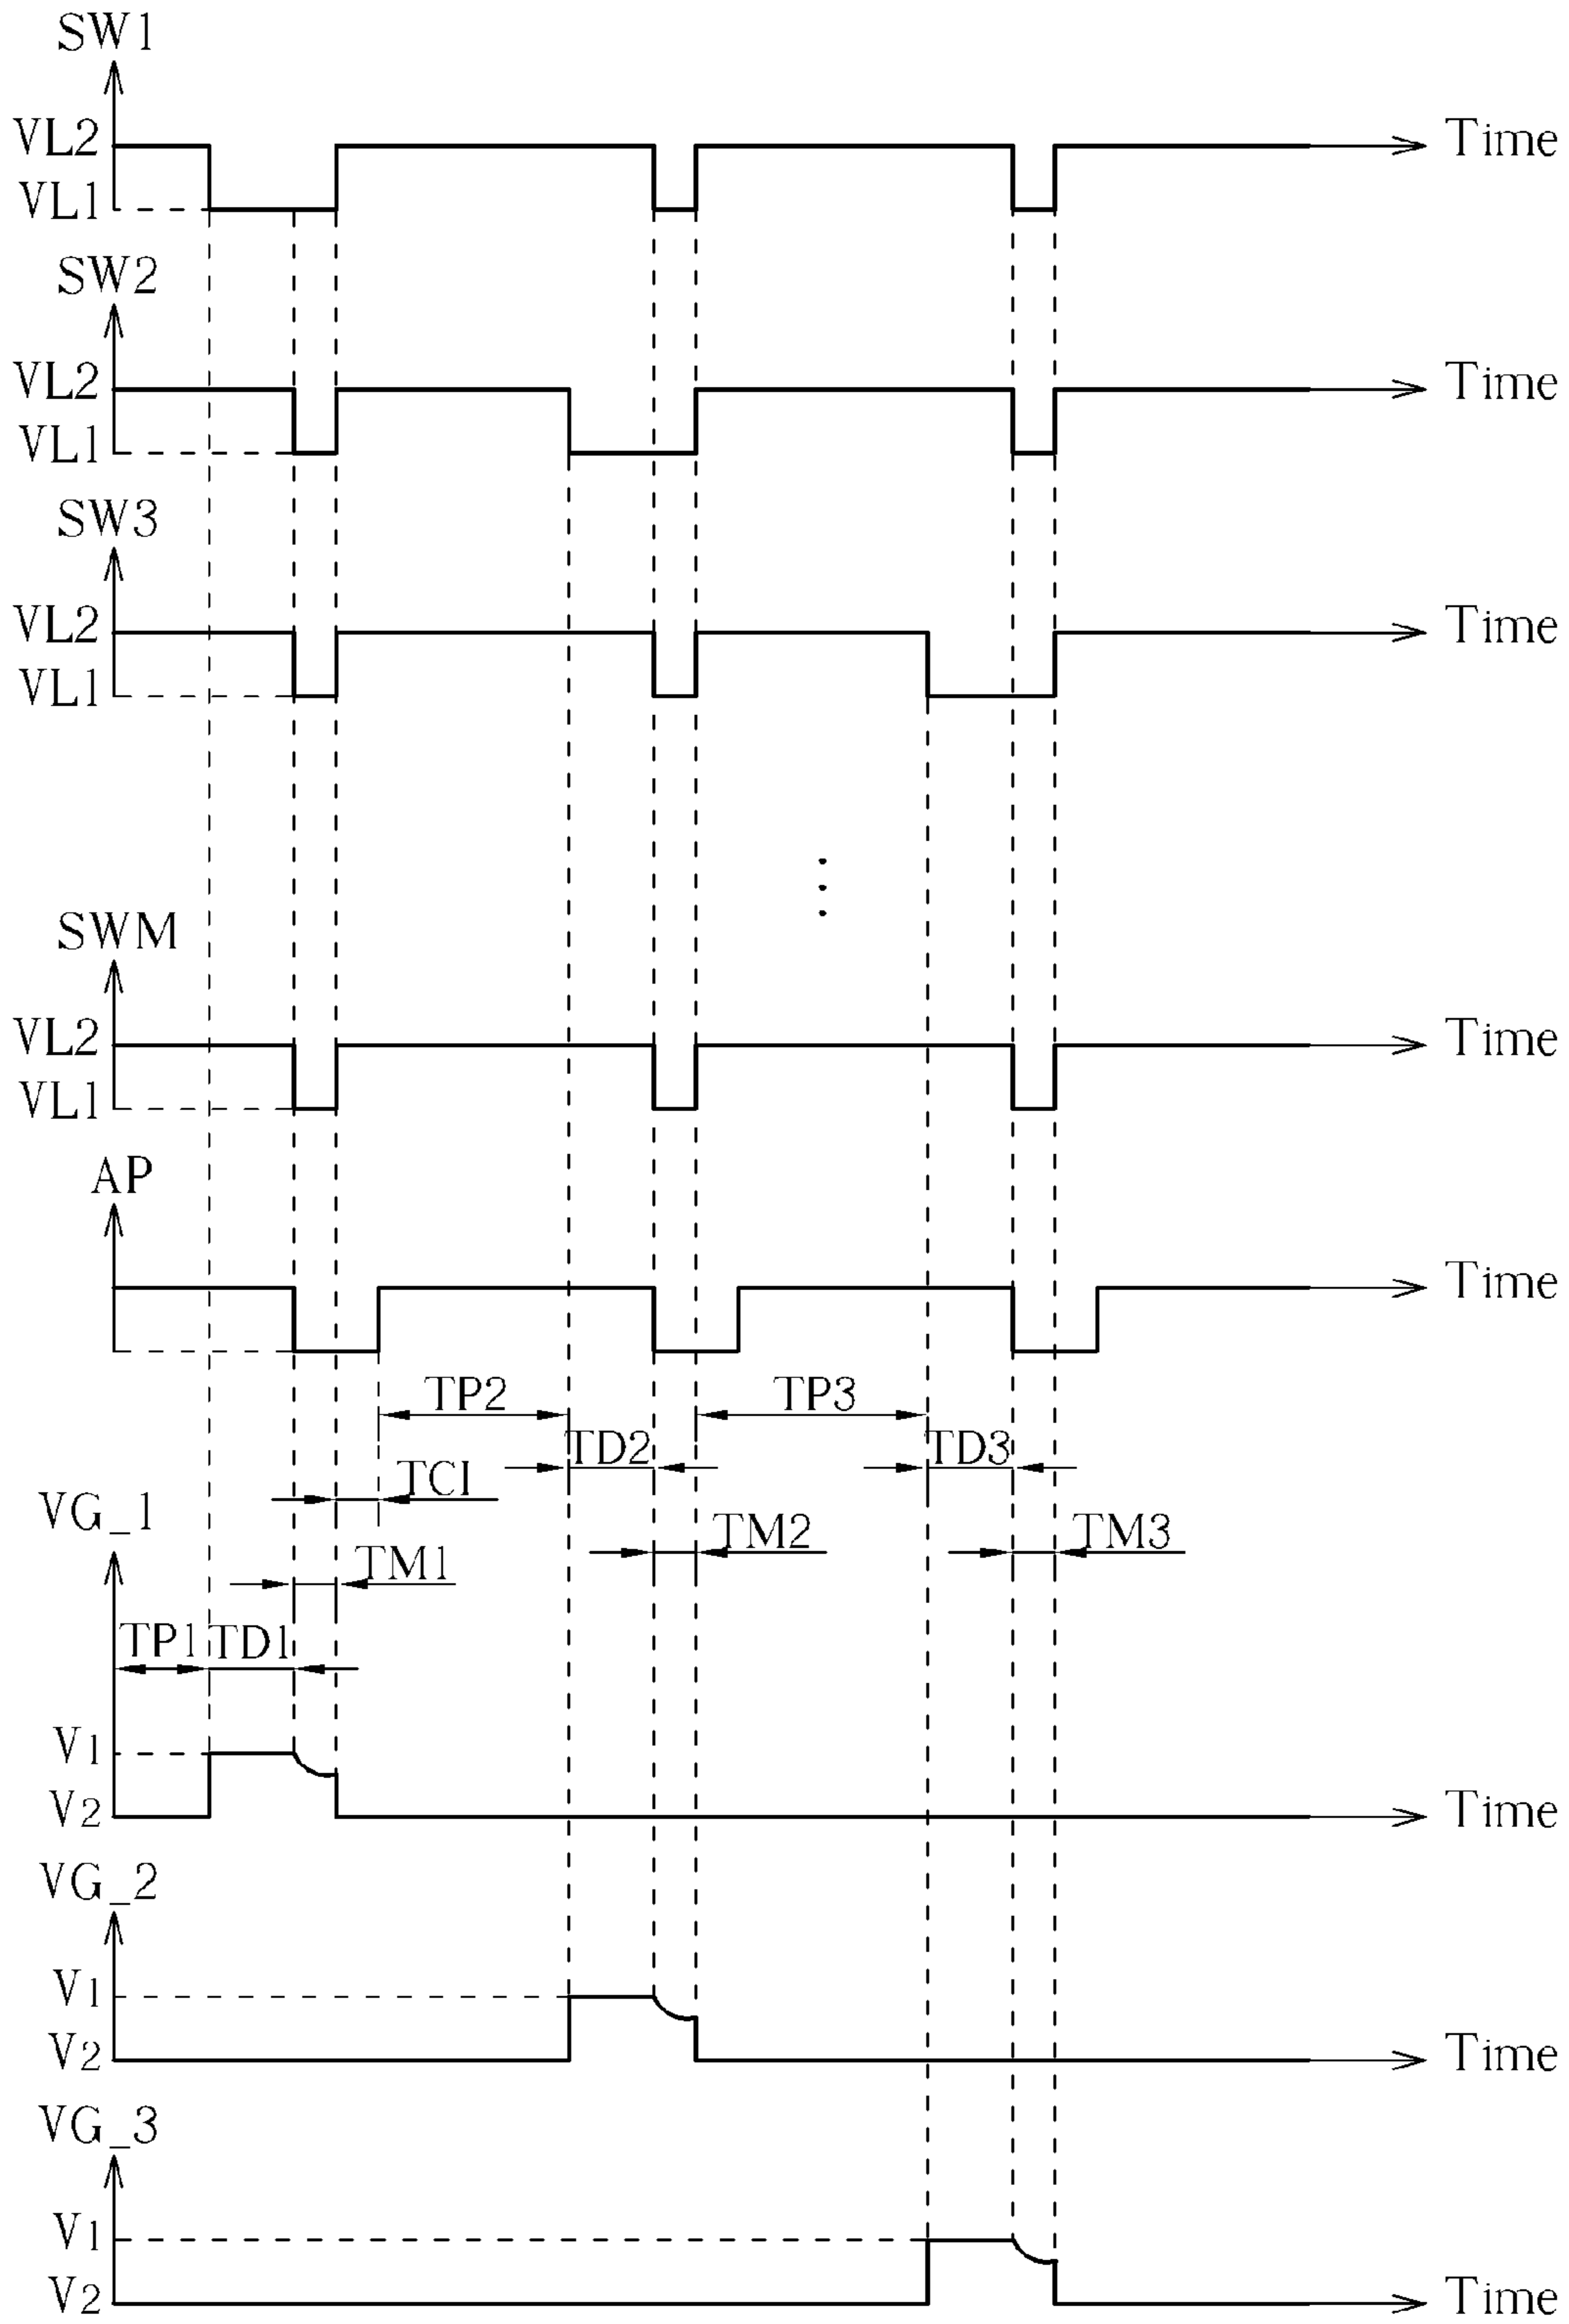 SW1
VL2
VL1
Time
SW2
VL2
VL1
Time
SW3
VL2
VL1
Time
SWM
VL2
VL1
Time
AP
Time
TP2
TP3
TD2
TD3
TCI
VG_1
TM2
TM3
TM1
TP1
TD1
V1
V2
Time
VG_2
V1
V2
Time
VG_3
V1
V2
Time